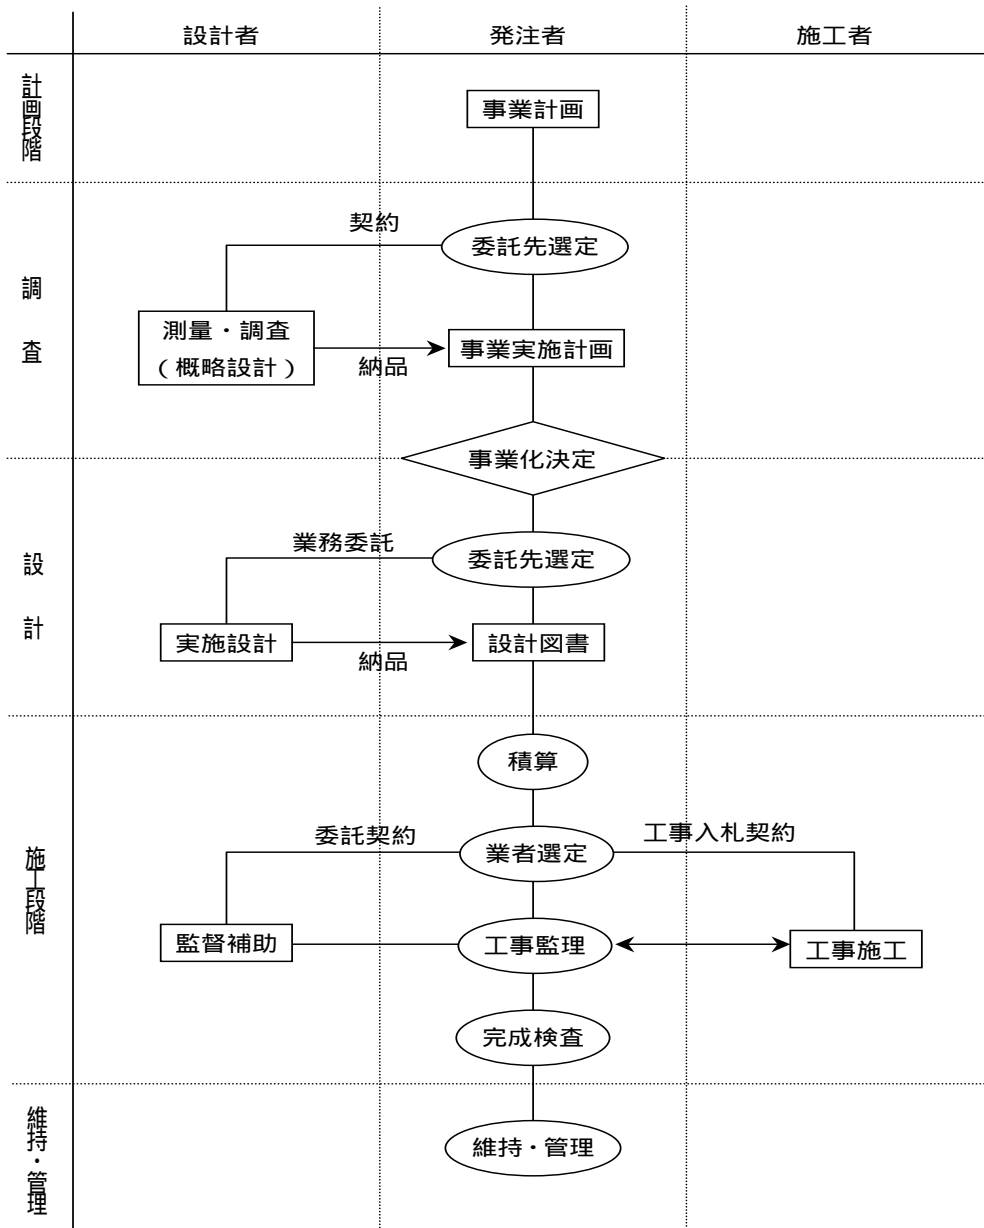 設計者
発注者
施工者
計画段階
事業計画
調査
契約
委託先選定
測量・調査
(概略設計)
納品
事業実施計画
事業化決定
設計
業務委託
委託先選定
実施設計
納品
設計図書
施工段階
積算
委託契約
業者選定
工事入札契約
監督補助
工事監理
工事施工
完成検査
維持・管理
維持・管理